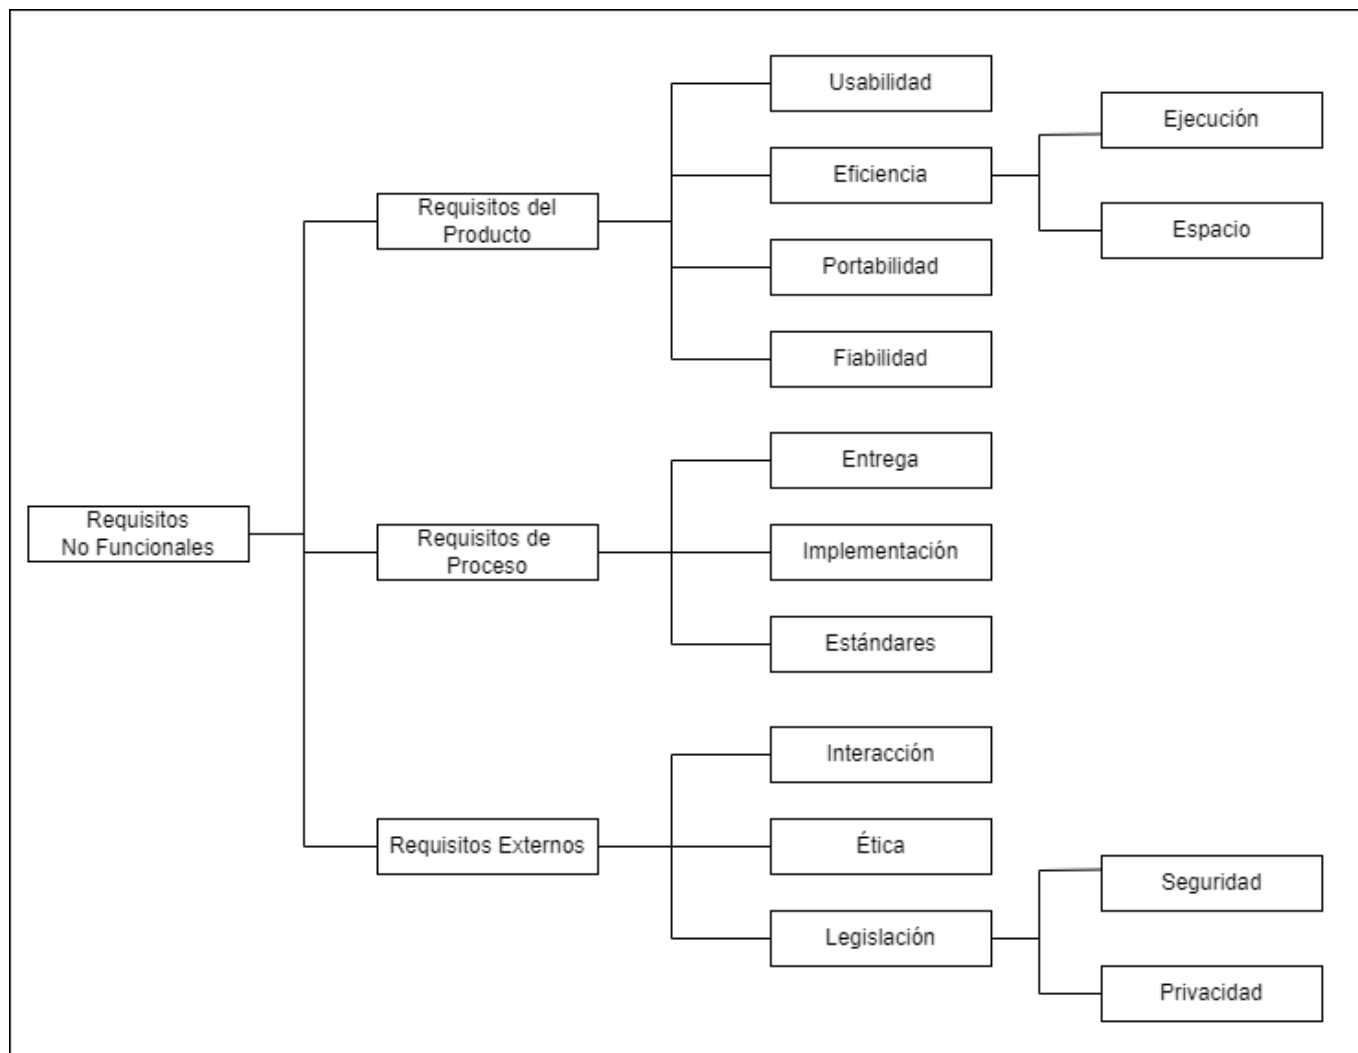 Requisitos
No Funcionales
Requisitos del
Producto
Usabilidad
Eficiencia
Ejecución
Espacio
Portabilidad
Fiabilidad
Requisitos de
Proceso
Entrega
Implementación
Estándares
Requisitos Externos
Interacción
Ética
Legislación
Seguridad
Privacidad